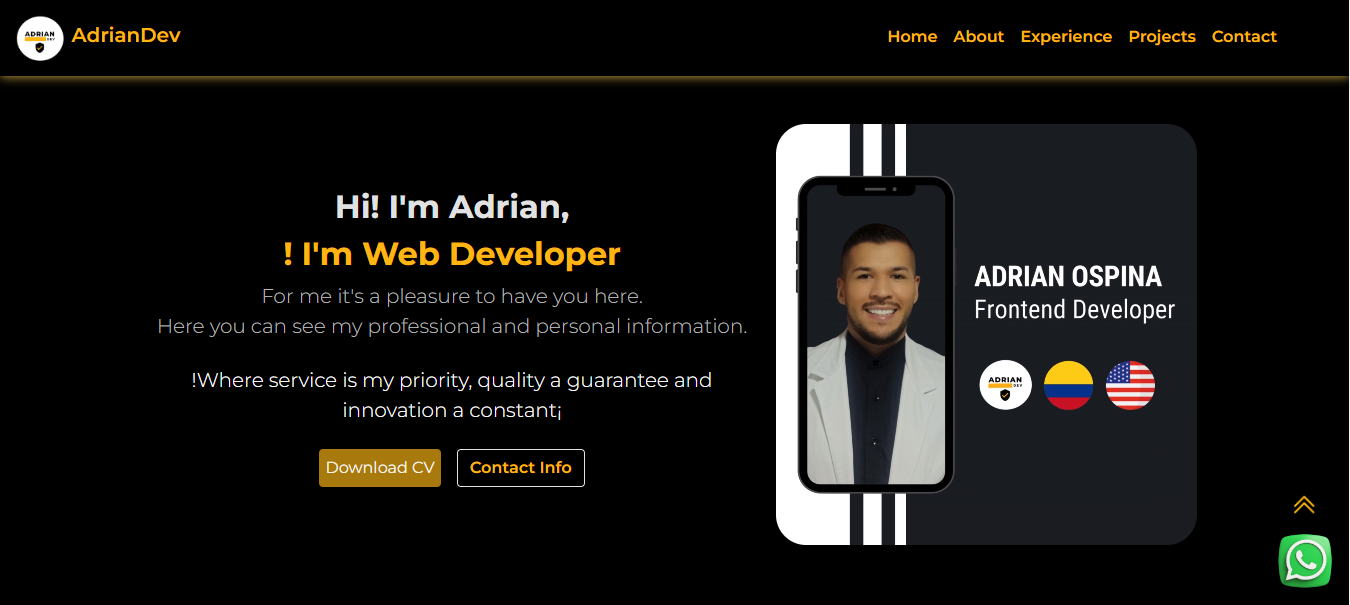 ADRIAN
DEV
AdrianDev
Home About Experience Projects Contact
Hi! I'm Adrian,
! I'm Web Developer
For me it's a pleasure to have you here.
Here you can see my professional and personal information.
!Where service is my priority, quality a guarantee and
innovation a constant¡
Download CV
Contact Info
ADRIAN OSPINA
Frontend Developer
ADRIAN
DEV